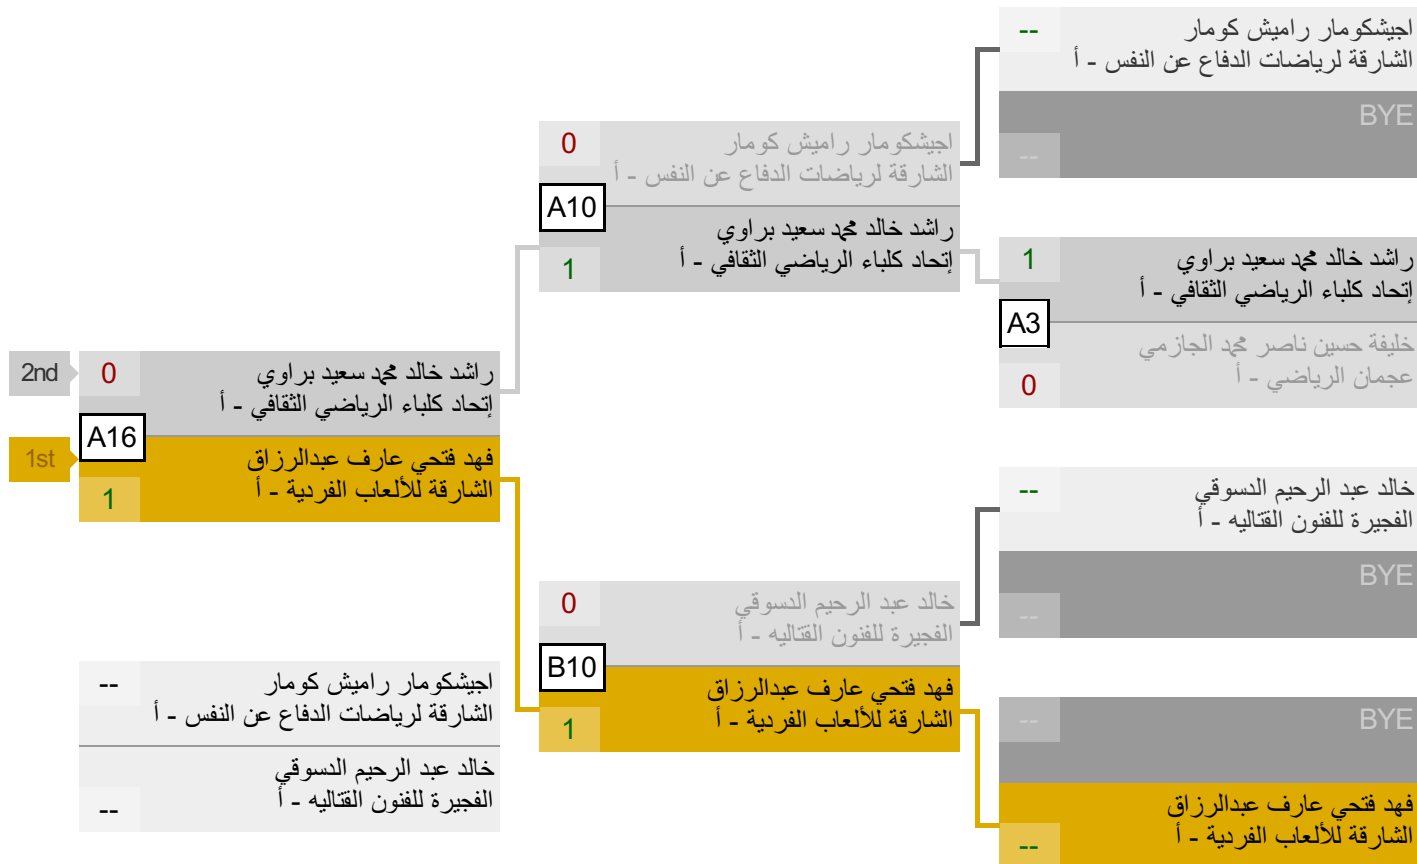 --
اجيشكومار راميش كومار
الشارقة لرياضات الدفاع عن النفس - أ
BYE
--
1
راشد خالد محمد سعيد براوي
إتحاد كلباء الرياضي الثقافي - أ
A3
خليفة حسين ناصر محمد الجازمي
عجمان الرياضي - أ
0
--
خالد عبد الرحيم الدسوقي
الفجيرة للفنون القتاليه - أ
BYE
--
BYE
--
فهد فتحي عارف عبدالرزاق
الشارقة للألعاب الفردية - أ
--
0
اجيشكومار راميش كومار
الشارقة لرياضات الدفاع عن النفس - أ
A10
راشد خالد محمد سعيد براوي
إتحاد كلباء الرياضي الثقافي - أ
1
0
خالد عبد الرحيم الدسوقي
الفجيرة للفنون القتاليه - أ
B10
فهد فتحي عارف عبدالرزاق
الشارقة للألعاب الفردية - أ
1
2nd
0
راشد خالد محمد سعيد براوي
إتحاد كلباء الرياضي الثقافي - أ
A16
1st
فهد فتحي عارف عبدالرزاق
الشارقة للألعاب الفردية - أ
1
--
اجيشكومار راميش كومار
الشارقة لرياضات الدفاع عن النفس - أ
خالد عبد الرحيم الدسوقي
الفجيرة للفنون القتاليه - أ
--